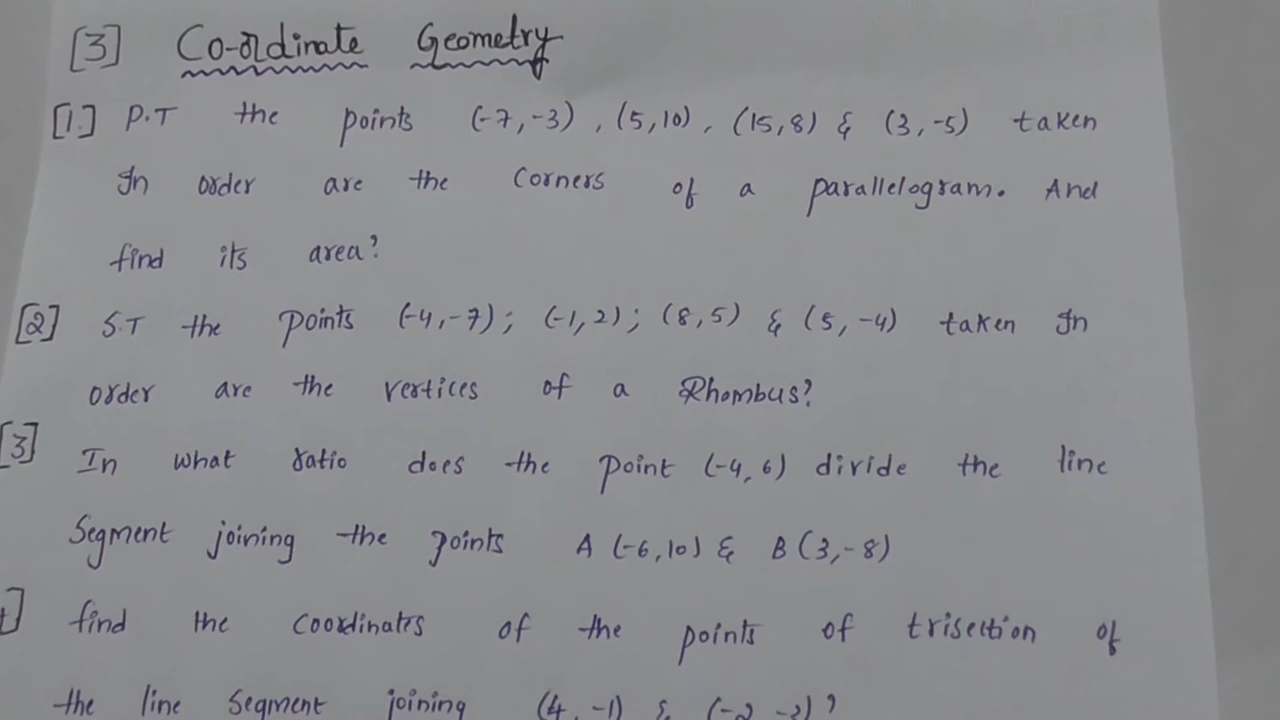 [3] Co-ordinate Geometry
[1.] P.T the points (-7,-3), (5,10), (15,8) & (3,-5) taken
In order are the corners of a parallelogram. And
find its area?
[2] S.T the points (-4,-7); (-1,2); (8,5) & (5,-4) taken In
order are the vertices of a Rhombus?
[3] In what ratio does the point (-4,6) divide the line
Segment joining the points A (-6,10) & B(3,-8)
find the coordinates of the points of trisection of
the line segment joining (4,-1) & (-2,-3)?